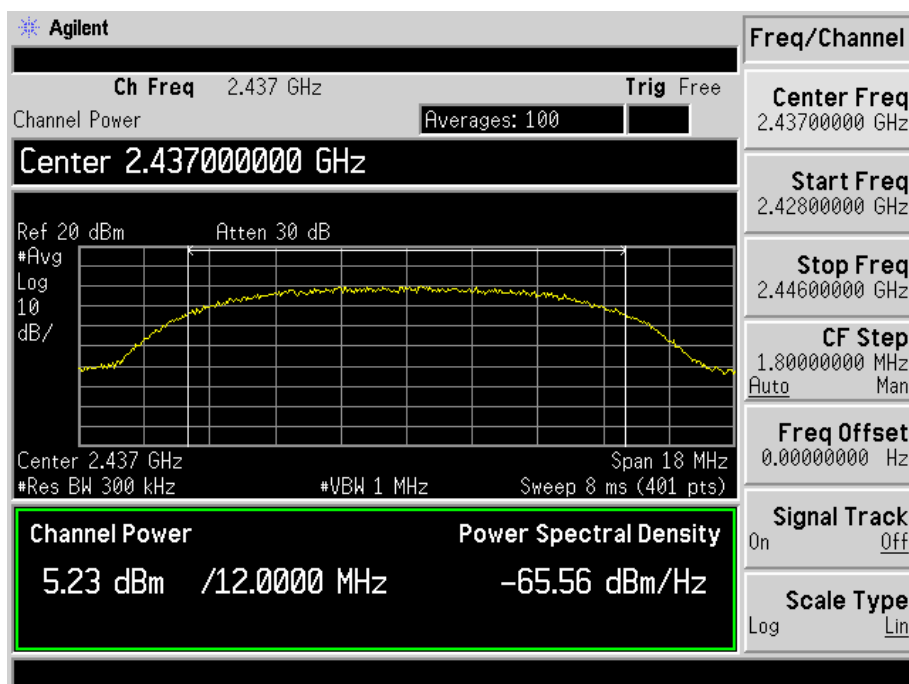 Agilent
Ch Freq 2.437 GHz Trig Free
Channel Power Averages: 100
Center 2.437000000 GHz
Ref 20 dBm Atten 30 dB
#Avg
Log
10
dB/
Center 2.437 GHz Span 18 MHz
#Res BW 300 kHz #VBW 1 MHz Sweep 8 ms (401 pts)
Channel Power Power Spectral Density
5.23 dBm /12.0000 MHz -65.56 dBm/Hz
Freq/Channel
Center Freq
2.43700000 GHz
Start Freq
2.42800000 GHz
Stop Freq
2.44600000 GHz
CF Step
1.80000000 MHz
Auto Man
Freq Offset
0.00000000 Hz
Signal Track
On Off
Scale Type
Log Lin